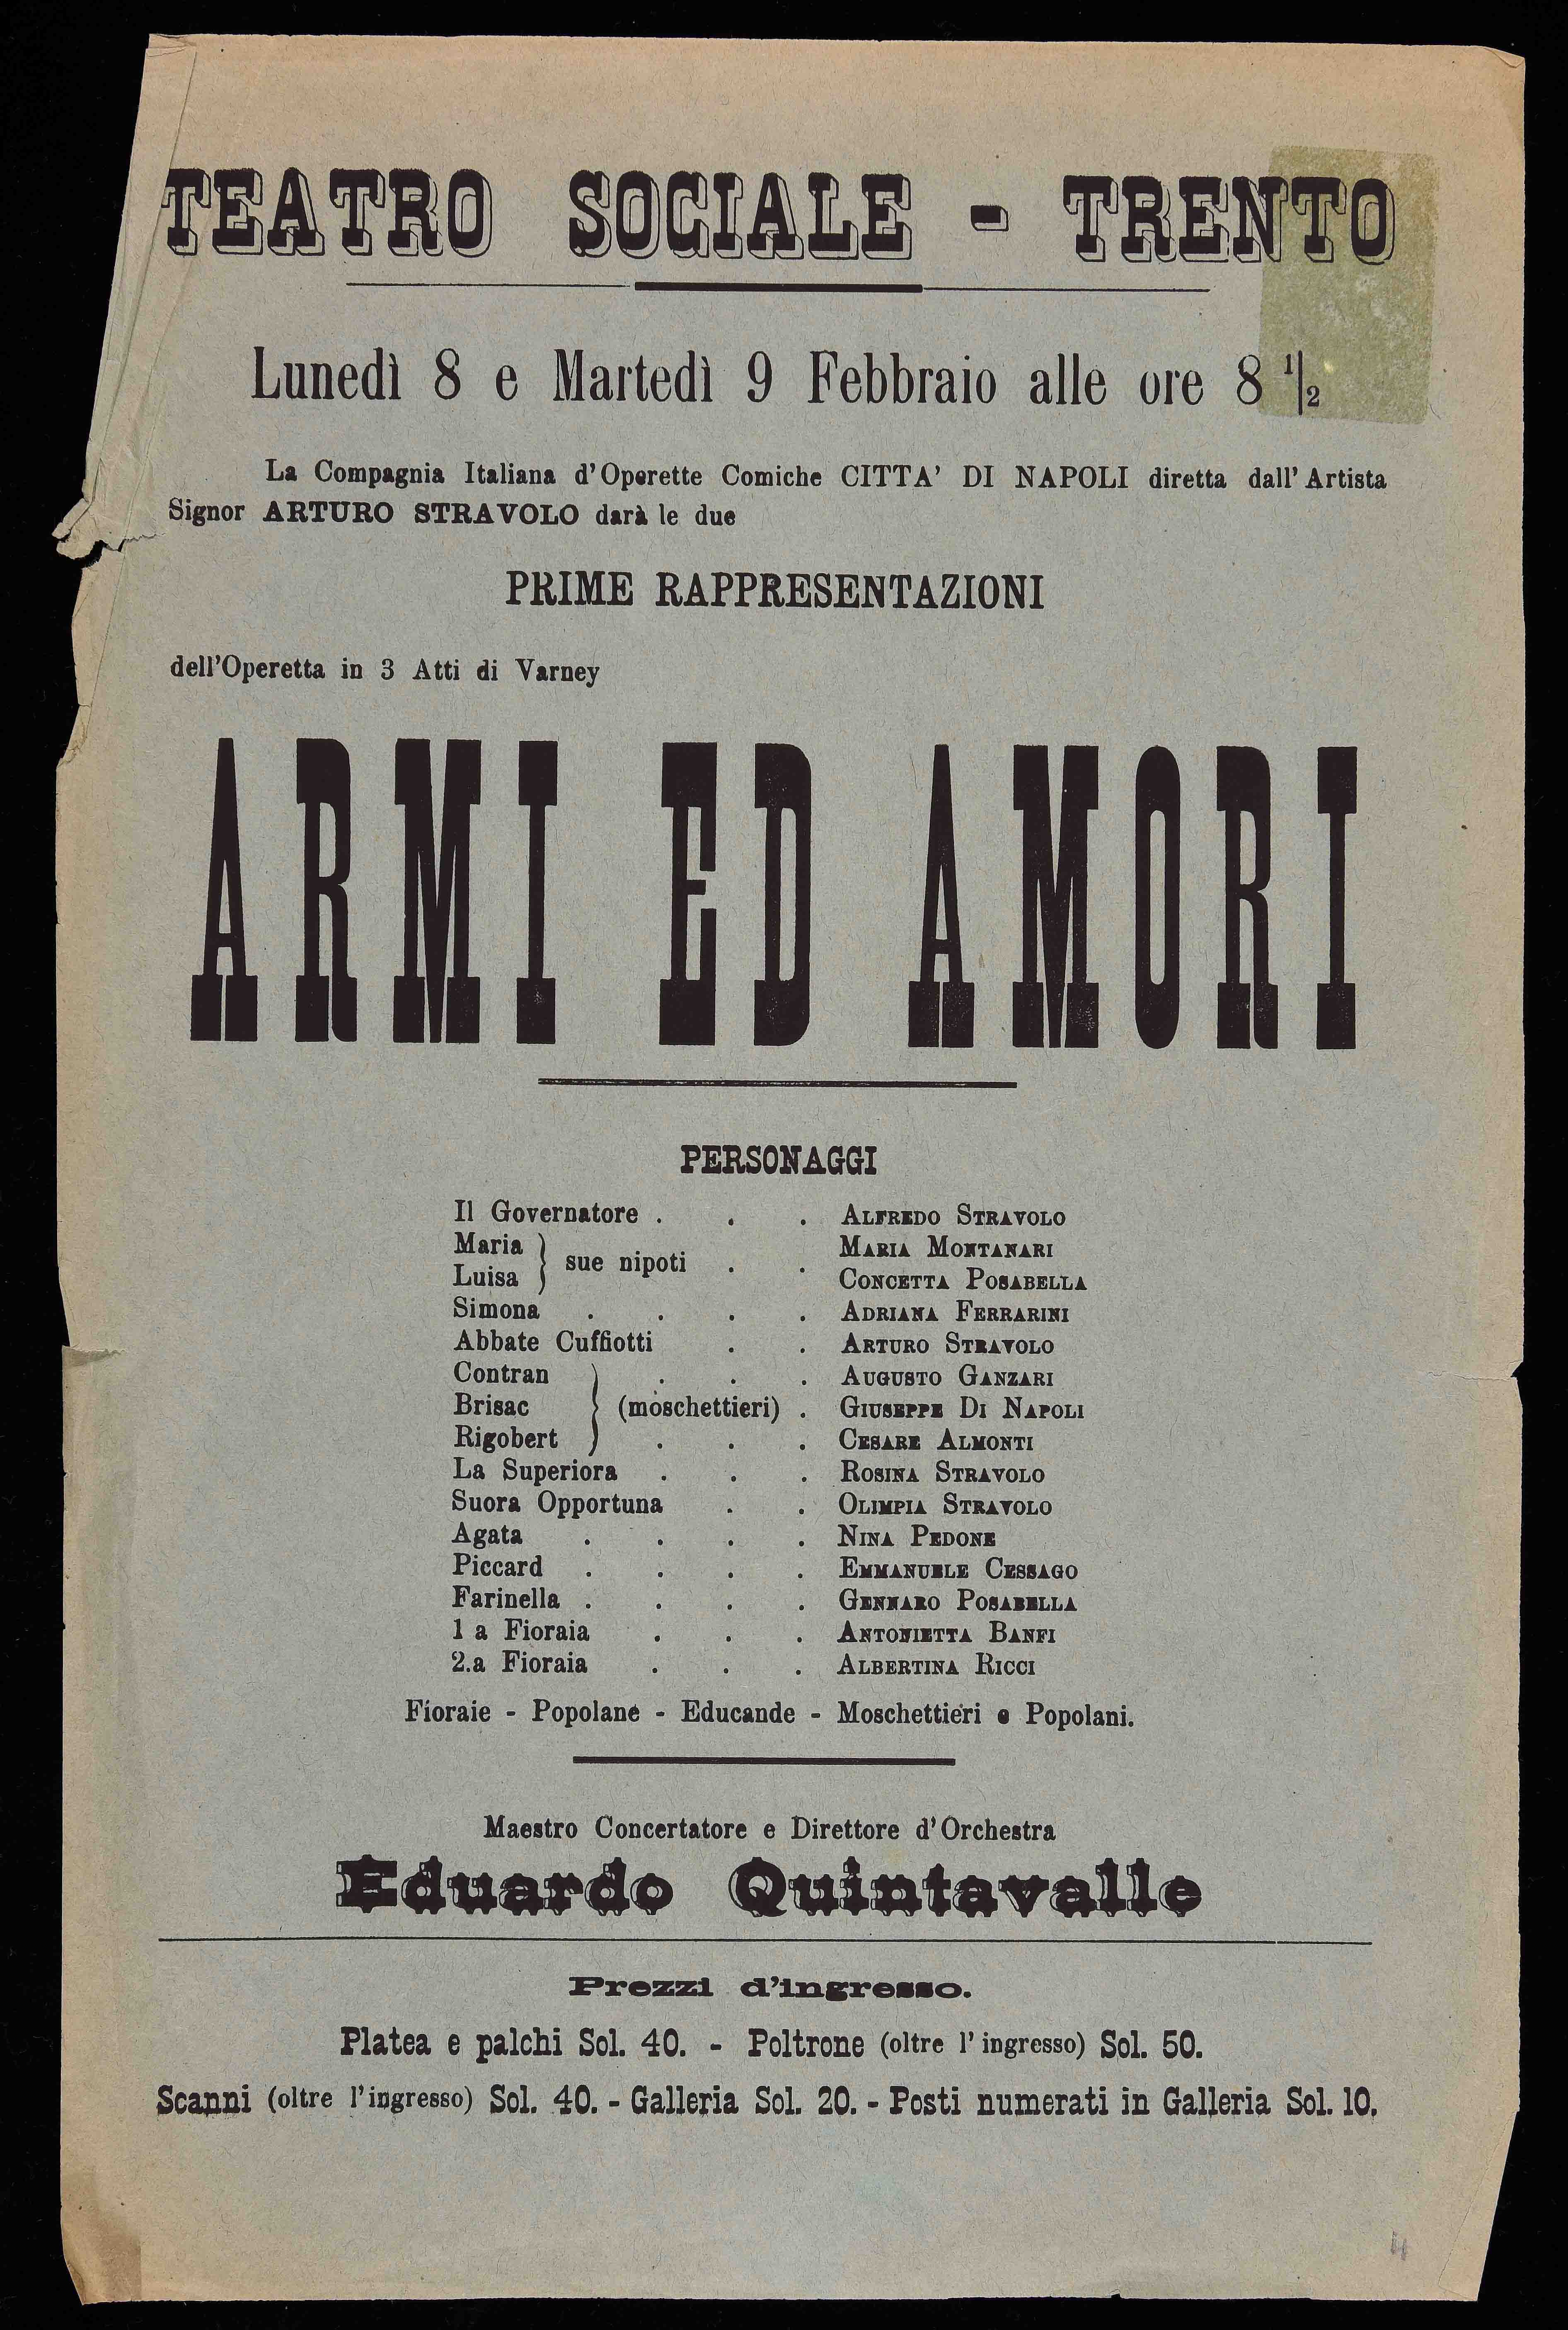 TEATRO SOCIALE - TRENTO
Lunedì 8 e Martedì 9 Febbraio alle ore 8 1/2
La Compagnia Italiana d'Operette Comiche CITTA' DI NAPOLI diretta dall'Artista
Signor ARTURO STRAVOLO darà le due
PRIME RAPPRESENTAZIONI
dell'Operetta in 3 Atti di Varney
ARMI ED AMORI
PERSONAGGI
Il Governatore . . . ALFREDO STRAVOLO
Maria } sue nipoti . . MARIA MONTANARI
Luisa } CONCETTA POSABELLA
Simona . . . . ADRIANA FERRARINI
Abbate Cuffiotti . . ARTURO STRAVOLO
Contran } . . . AUGUSTO GANZARI
Brisac } (moschettieri) . GIUSEPPE DI NAPOLI
Rigobert } . . . CESARE ALMONTI
La Superiora . . . ROSINA STRAVOLO
Suora Opportuna . . OLIMPIA STRAVOLO
Agata . . . . NINA PEDONE
Piccard . . . . EMMANUELE CESSAGO
Farinella . . . . GENNARO POSABELLA
1 a Fioraia . . . ANTONIETTA BANFI
2.a Fioraia . . . ALBERTINA RICCI
Fioraie - Popolane - Educande - Moschettieri e Popolani.
Maestro Concertatore e Direttore d'Orchestra
Eduardo Quintavalle
Prezzi d'ingresso.
Platea e palchi Sol. 40. - Poltrone (oltre l'ingresso) Sol. 50.
Scanni (oltre l'ingresso) Sol. 40. - Galleria Sol. 20. - Posti numerati in Galleria Sol. 10.